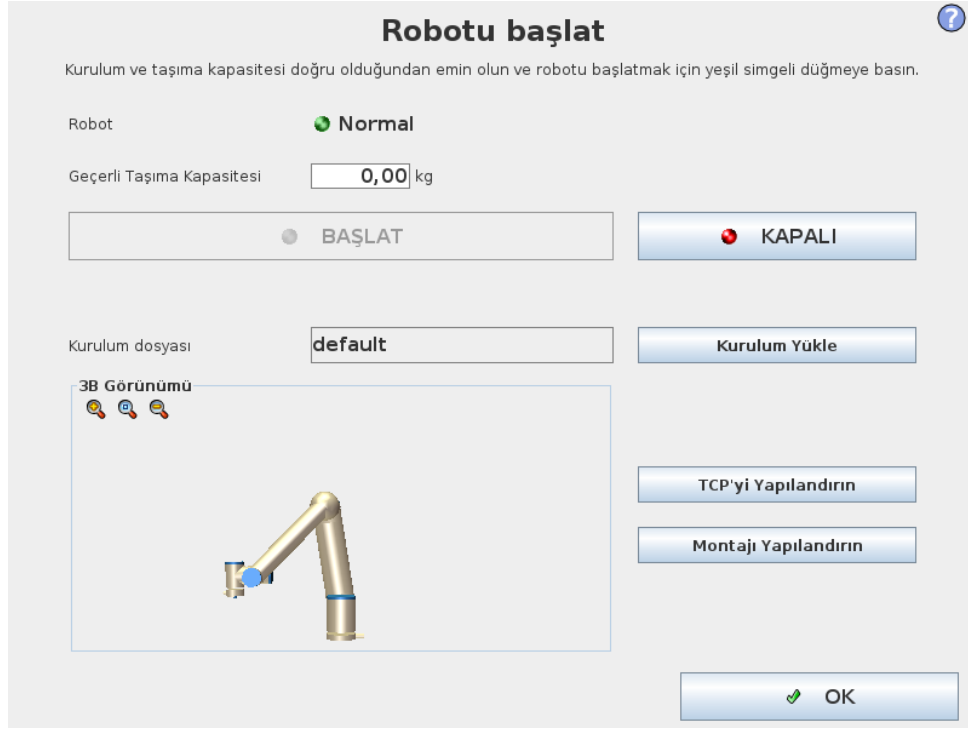 Robotu başlat
?
Kurulum ve taşıma kapasitesi doğru olduğundan emin olun ve robotu başlatmak için yeşil simgeli düğmeye basın.
Robot Normal
Geçerli Taşıma Kapasitesi 0,00 kg
BAŞLAT KAPALI
Kurulum dosyası default Kurulum Yükle
3B Görünümü
TCP'yi Yapılandırın
Montajı Yapılandırın
OK